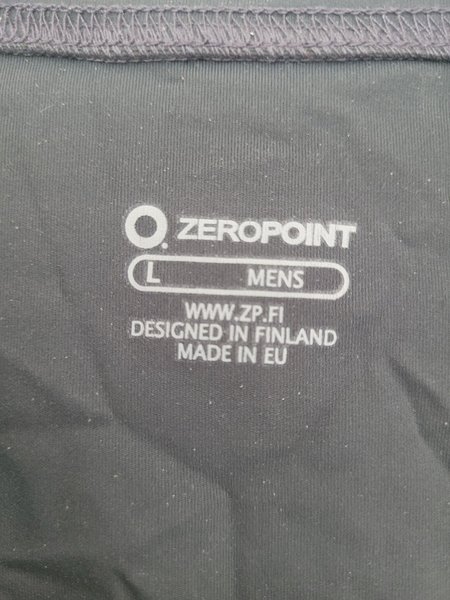 O. ZEROPOINT
L MENS
WWW.ZP.FI
DESIGNED IN FINLAND
MADE IN EU